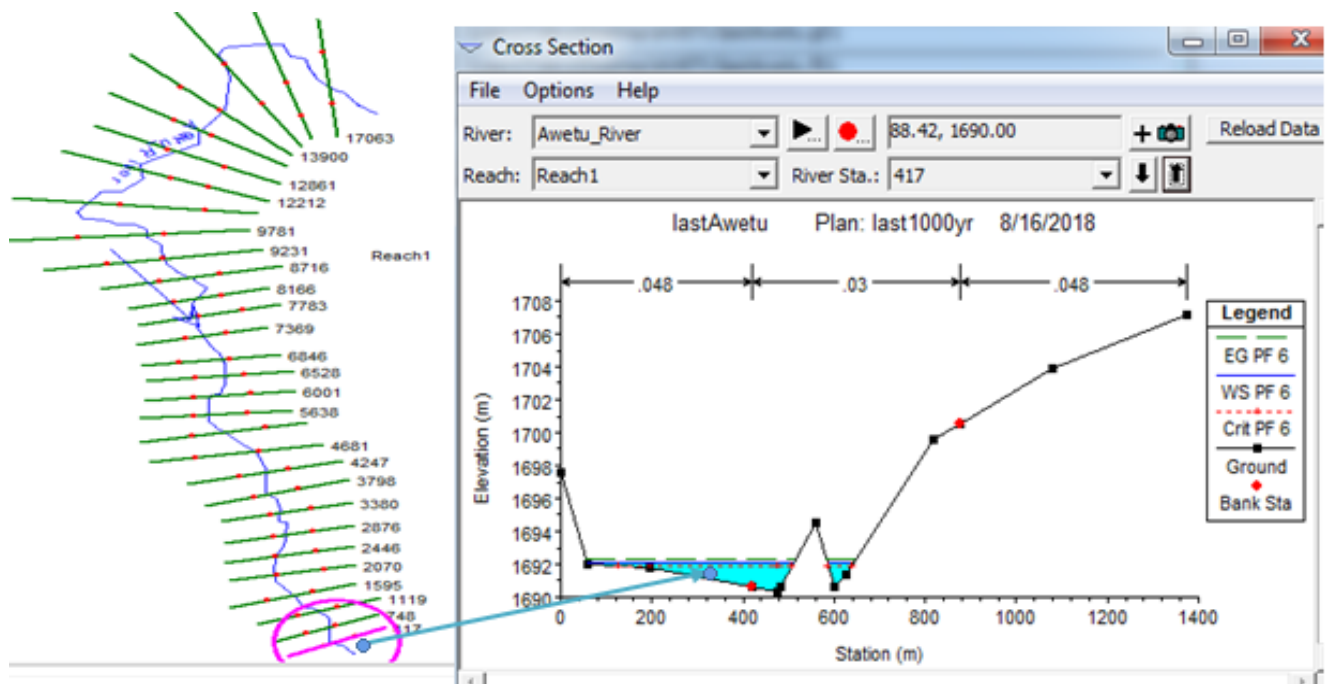 17063
13900
12861
12212
9781
9231
Reach1
8716
8166
7783
7369
6846
6528
6001
5638
4681
4247
3798
3380
2876
2446
2070
1595
1119
748
Cross Section
File Options Help
River: Awetu_River 88.42, 1690.00 Reload Data
Reach: Reach1 River Sta.: 417
lastAwetu Plan: last1000yr 8/16/2018
.048 .03 .048
1708
1706
1704
1702
1700
1698
1696
1694
1692
1690
Elevation (m)
0 200 400 600 800 1000 1200 1400
Station (m)
Legend
EG PF 6
WS PF 6
Crit PF 6
Ground
Bank Sta